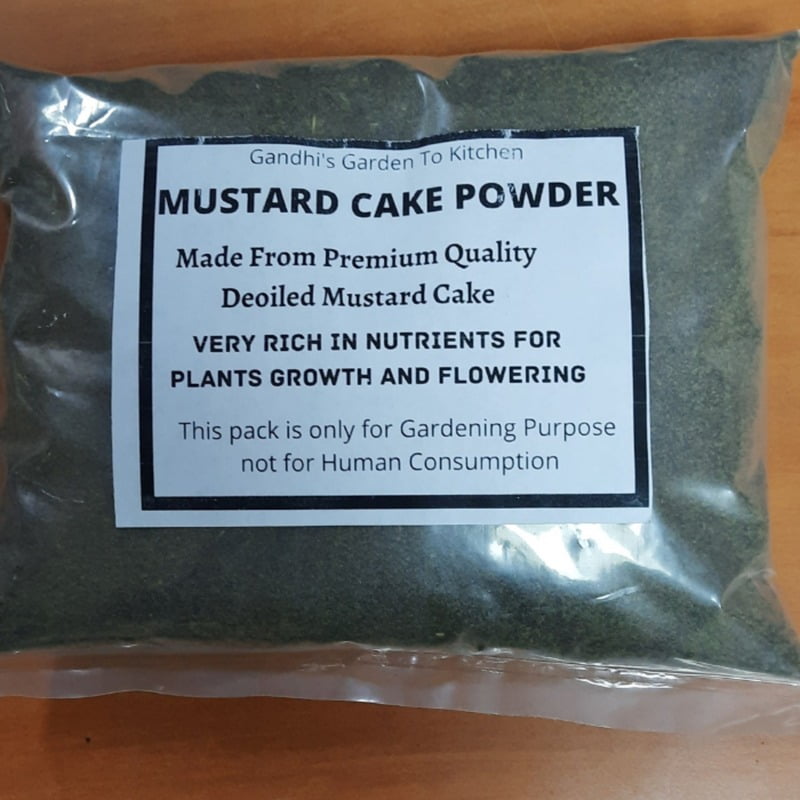 Gandhi's Garden To Kitchen
MUSTARD CAKE POWDER
Made From Premium Quality
Deoiled Mustard Cake
VERY RICH IN NUTRIENTS FOR
PLANTS GROWTH AND FLOWERING
This pack is only for Gardening Purpose
not for Human Consumption